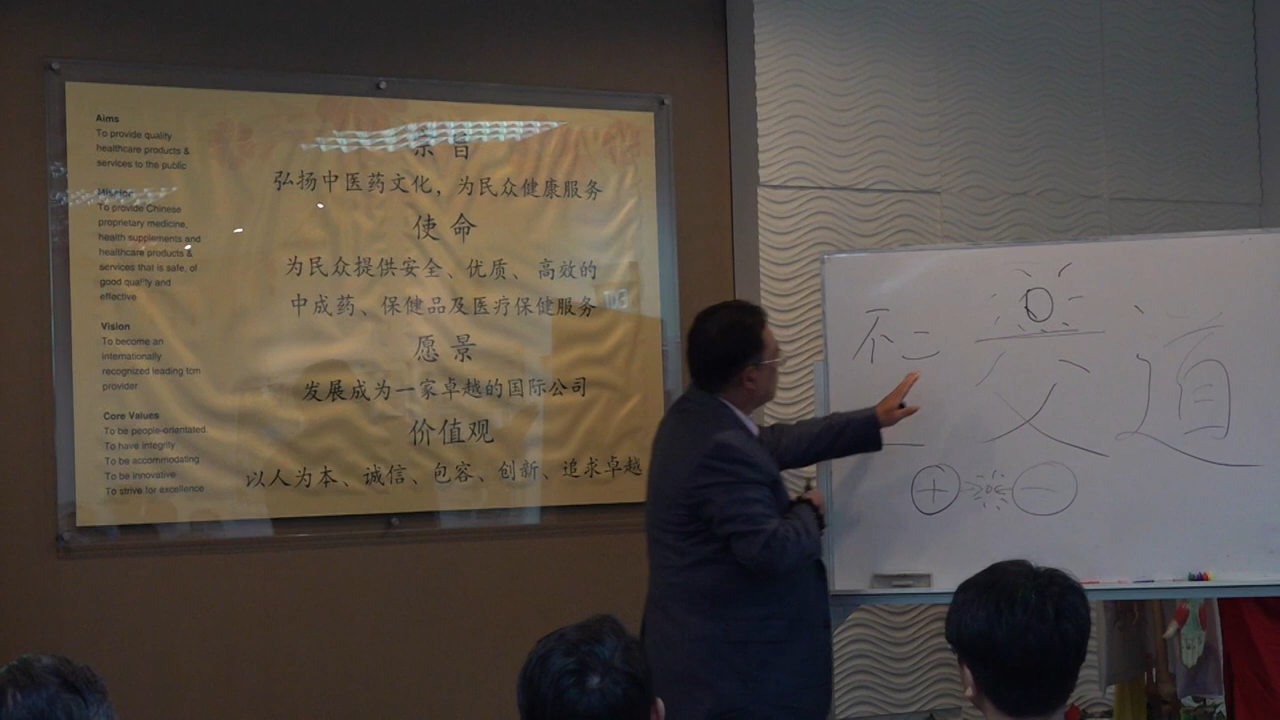 Aims
To provide quality
healthcare products &
services to the public
Mission
To provide Chinese
proprietary medicine,
health supplements and
healthcare products &
services that is safe, of
good quality and
effective
Vision
To become an
internationally
recognized leading tcm
provider
Core Values
To be people-orientated.
To have integrity
To be accommodating
To be innovative
To strive for excellence
宗旨
弘扬中医药文化，为民众健康服务
使命
为民众提供安全、优质、高效的
中成药、保健品及医疗保健服务
愿景
发展成为一家卓越的国际公司
价值观
以人为本、诚信、包容、创新、追求卓越
不二
道
+
−